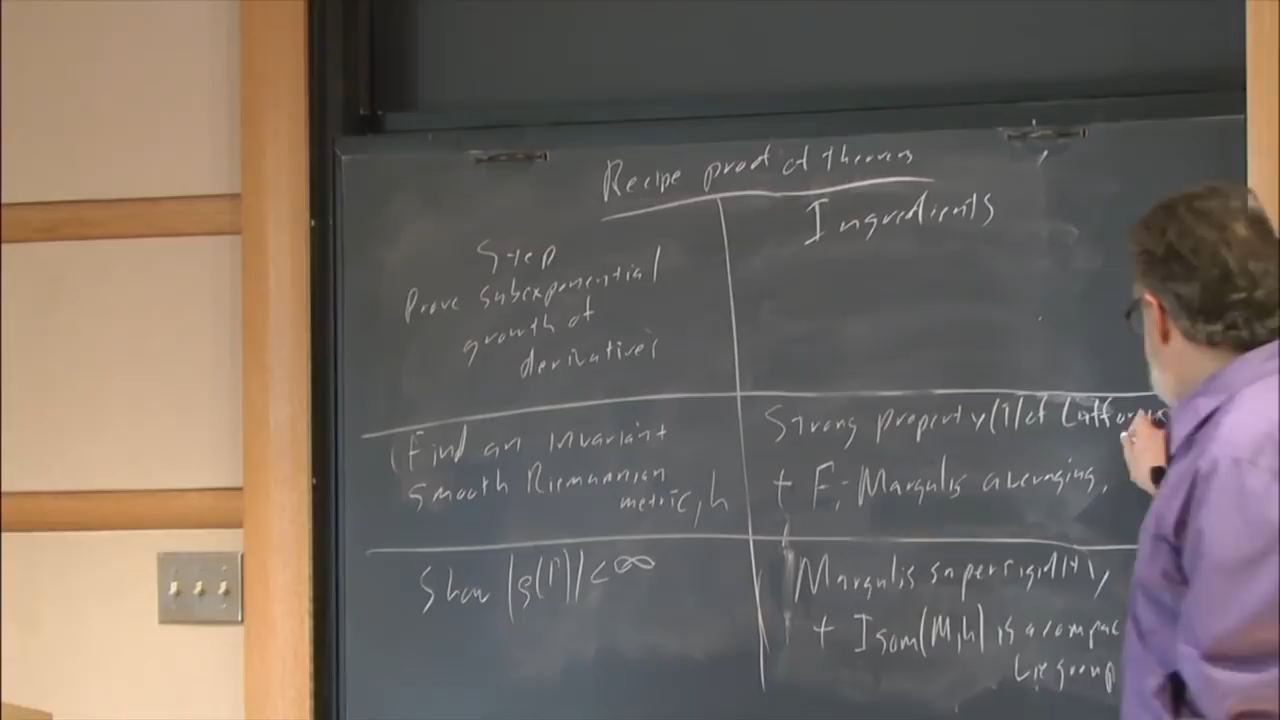 Recipe proof of theorem
Step
Ingredients
Prove subexponential
growth of
derivatives
Find an invariant
smooth Riemannian
metric, h
Strong property (T) of Lafforgue
+ F.-Margulis averaging,
Show |ρ(Γ)| < ∞
Margulis superrigidity,
+ Isom(M,h) is a compac
Lie group